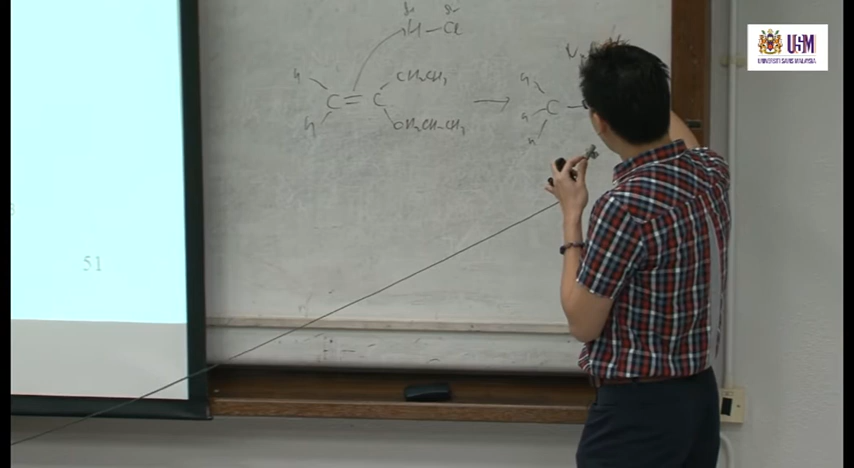 USM
UNIVERSITI SAINS MALAYSIA
δ+ δ-
H-Cl
H
C=C
CH₂CH₃
H
CH₂CH₂CH₃
→
H
H
C-
H
51